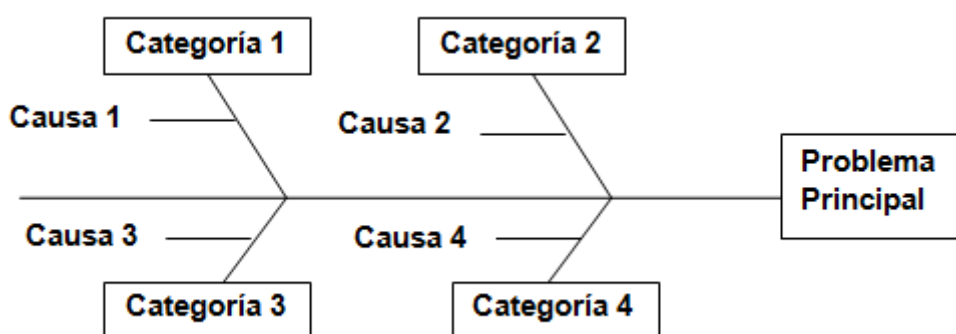 Categoría 1
Categoría 2
Causa 1
Causa 2
Problema
Principal
Causa 3
Causa 4
Categoría 3
Categoría 4